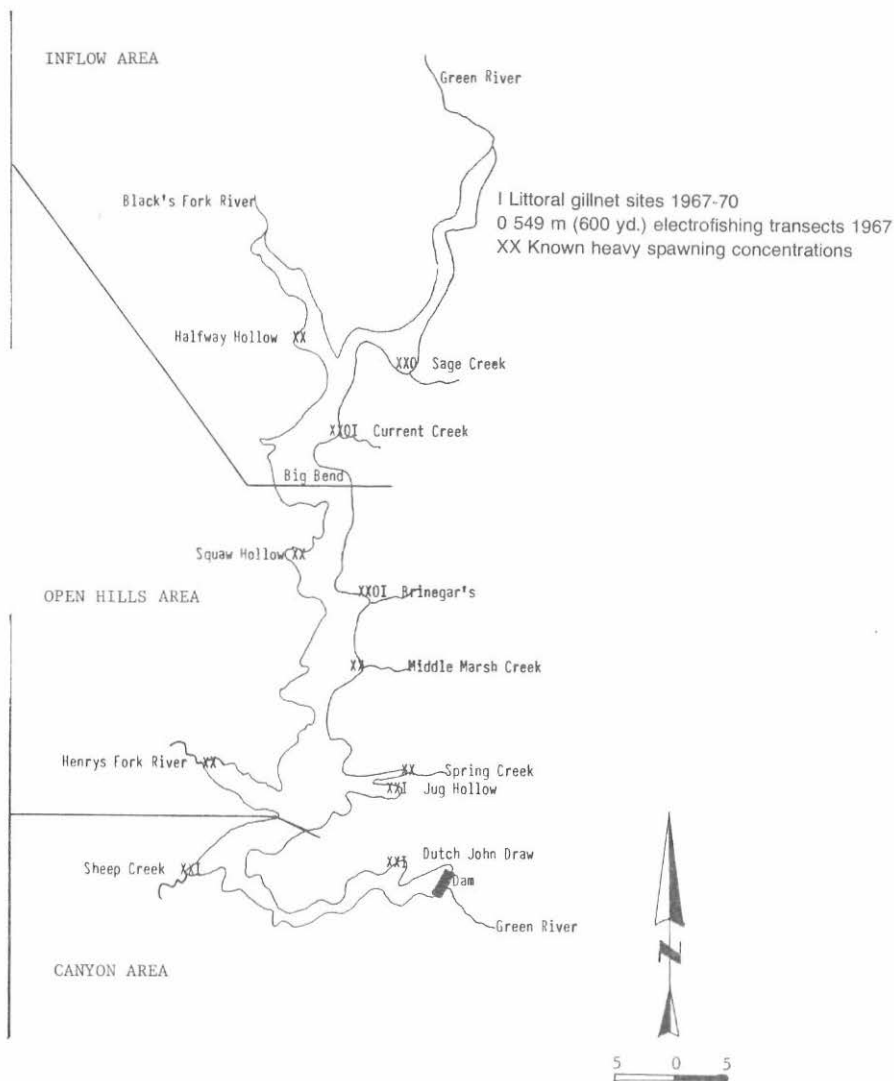 INFLOW AREA
Green River
Black's Fork River
I Littoral gillnet sites 1967-70
0 549 m (600 yd.) electrofishing transects 1967
XX Known heavy spawning concentrations
Halfway Hollow XX
XXO Sage Creek
XXOI Current Creek
Big Bend
Squaw Hollow XX
OPEN HILLS AREA
XXOI Brinegar's
XX Middle Marsh Creek
Henrys Fork River XX
XX Spring Creek
XXI Jug Hollow
Sheep Creek XXI
XXI Dutch John Draw
Dam
Green River
CANYON AREA
N
5 0 5